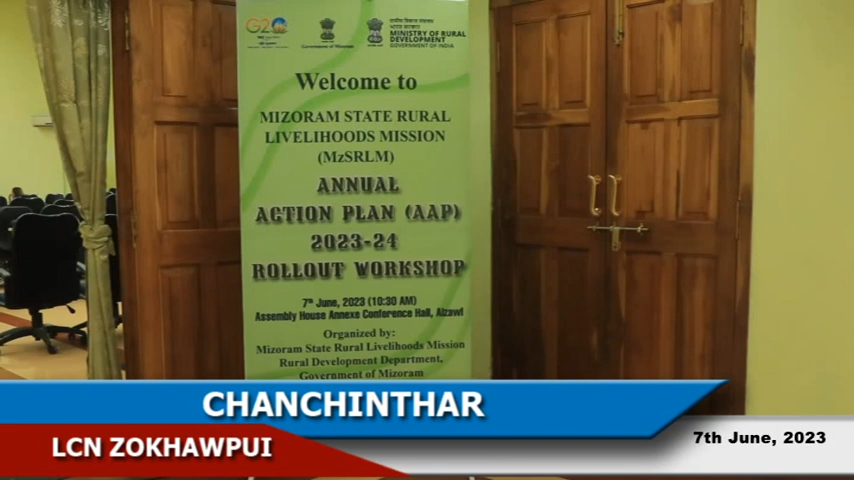 G20
Government of Mizoram
MINISTRY OF RURAL
DEVELOPMENT
GOVERNMENT OF INDIA
Welcome to
MIZORAM STATE RURAL
LIVELIHOODS MISSION
(MzSRLM)
ANNUAL
ACTION PLAN (AAP)
2023-24
ROLLOUT WORKSHOP
7th June, 2023 (10:30 AM)
Assembly House Annexe Conference Hall, Aizawl
Organized by:
Mizoram State Rural Livelihoods Mission
Rural Development Department,
Government of Mizoram
CHANCHINTHAR
LCN ZOKHAWPUI
7th June, 2023